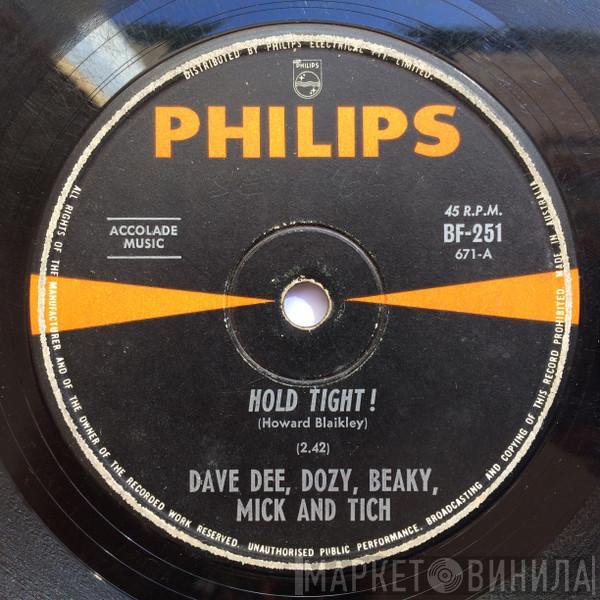 DISTRIBUTED BY PHILIPS ELECTRICAL PTY. LIMITED.
PHILIPS
PHILIPS
ACCOLADE
MUSIC
45 R.P.M.
BF-251
671-A
HOLD TIGHT!
(Howard Blaikley)
(2.42)
DAVE DEE, DOZY, BEAKY,
MICK AND TICH
ALL RIGHTS OF THE MANUFACTURER AND OF THE OWNER OF THE RECORDED WORK RESERVED. UNAUTHORISED PUBLIC PERFORMANCE, BROADCASTING AND COPYING OF THIS RECORD PROHIBITED. MADE IN AUSTRALIA
МАРКЕТ ВИНИЛА